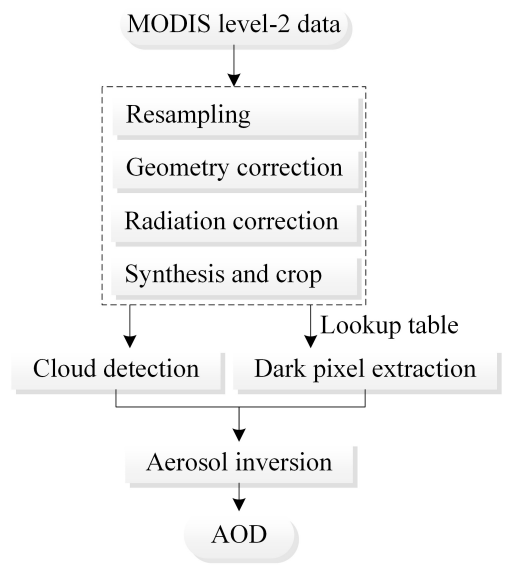 MODIS level-2 data
Resampling
Geometry correction
Radiation correction
Synthesis and crop
Lookup table
Cloud detection
Dark pixel extraction
Aerosol inversion
AOD